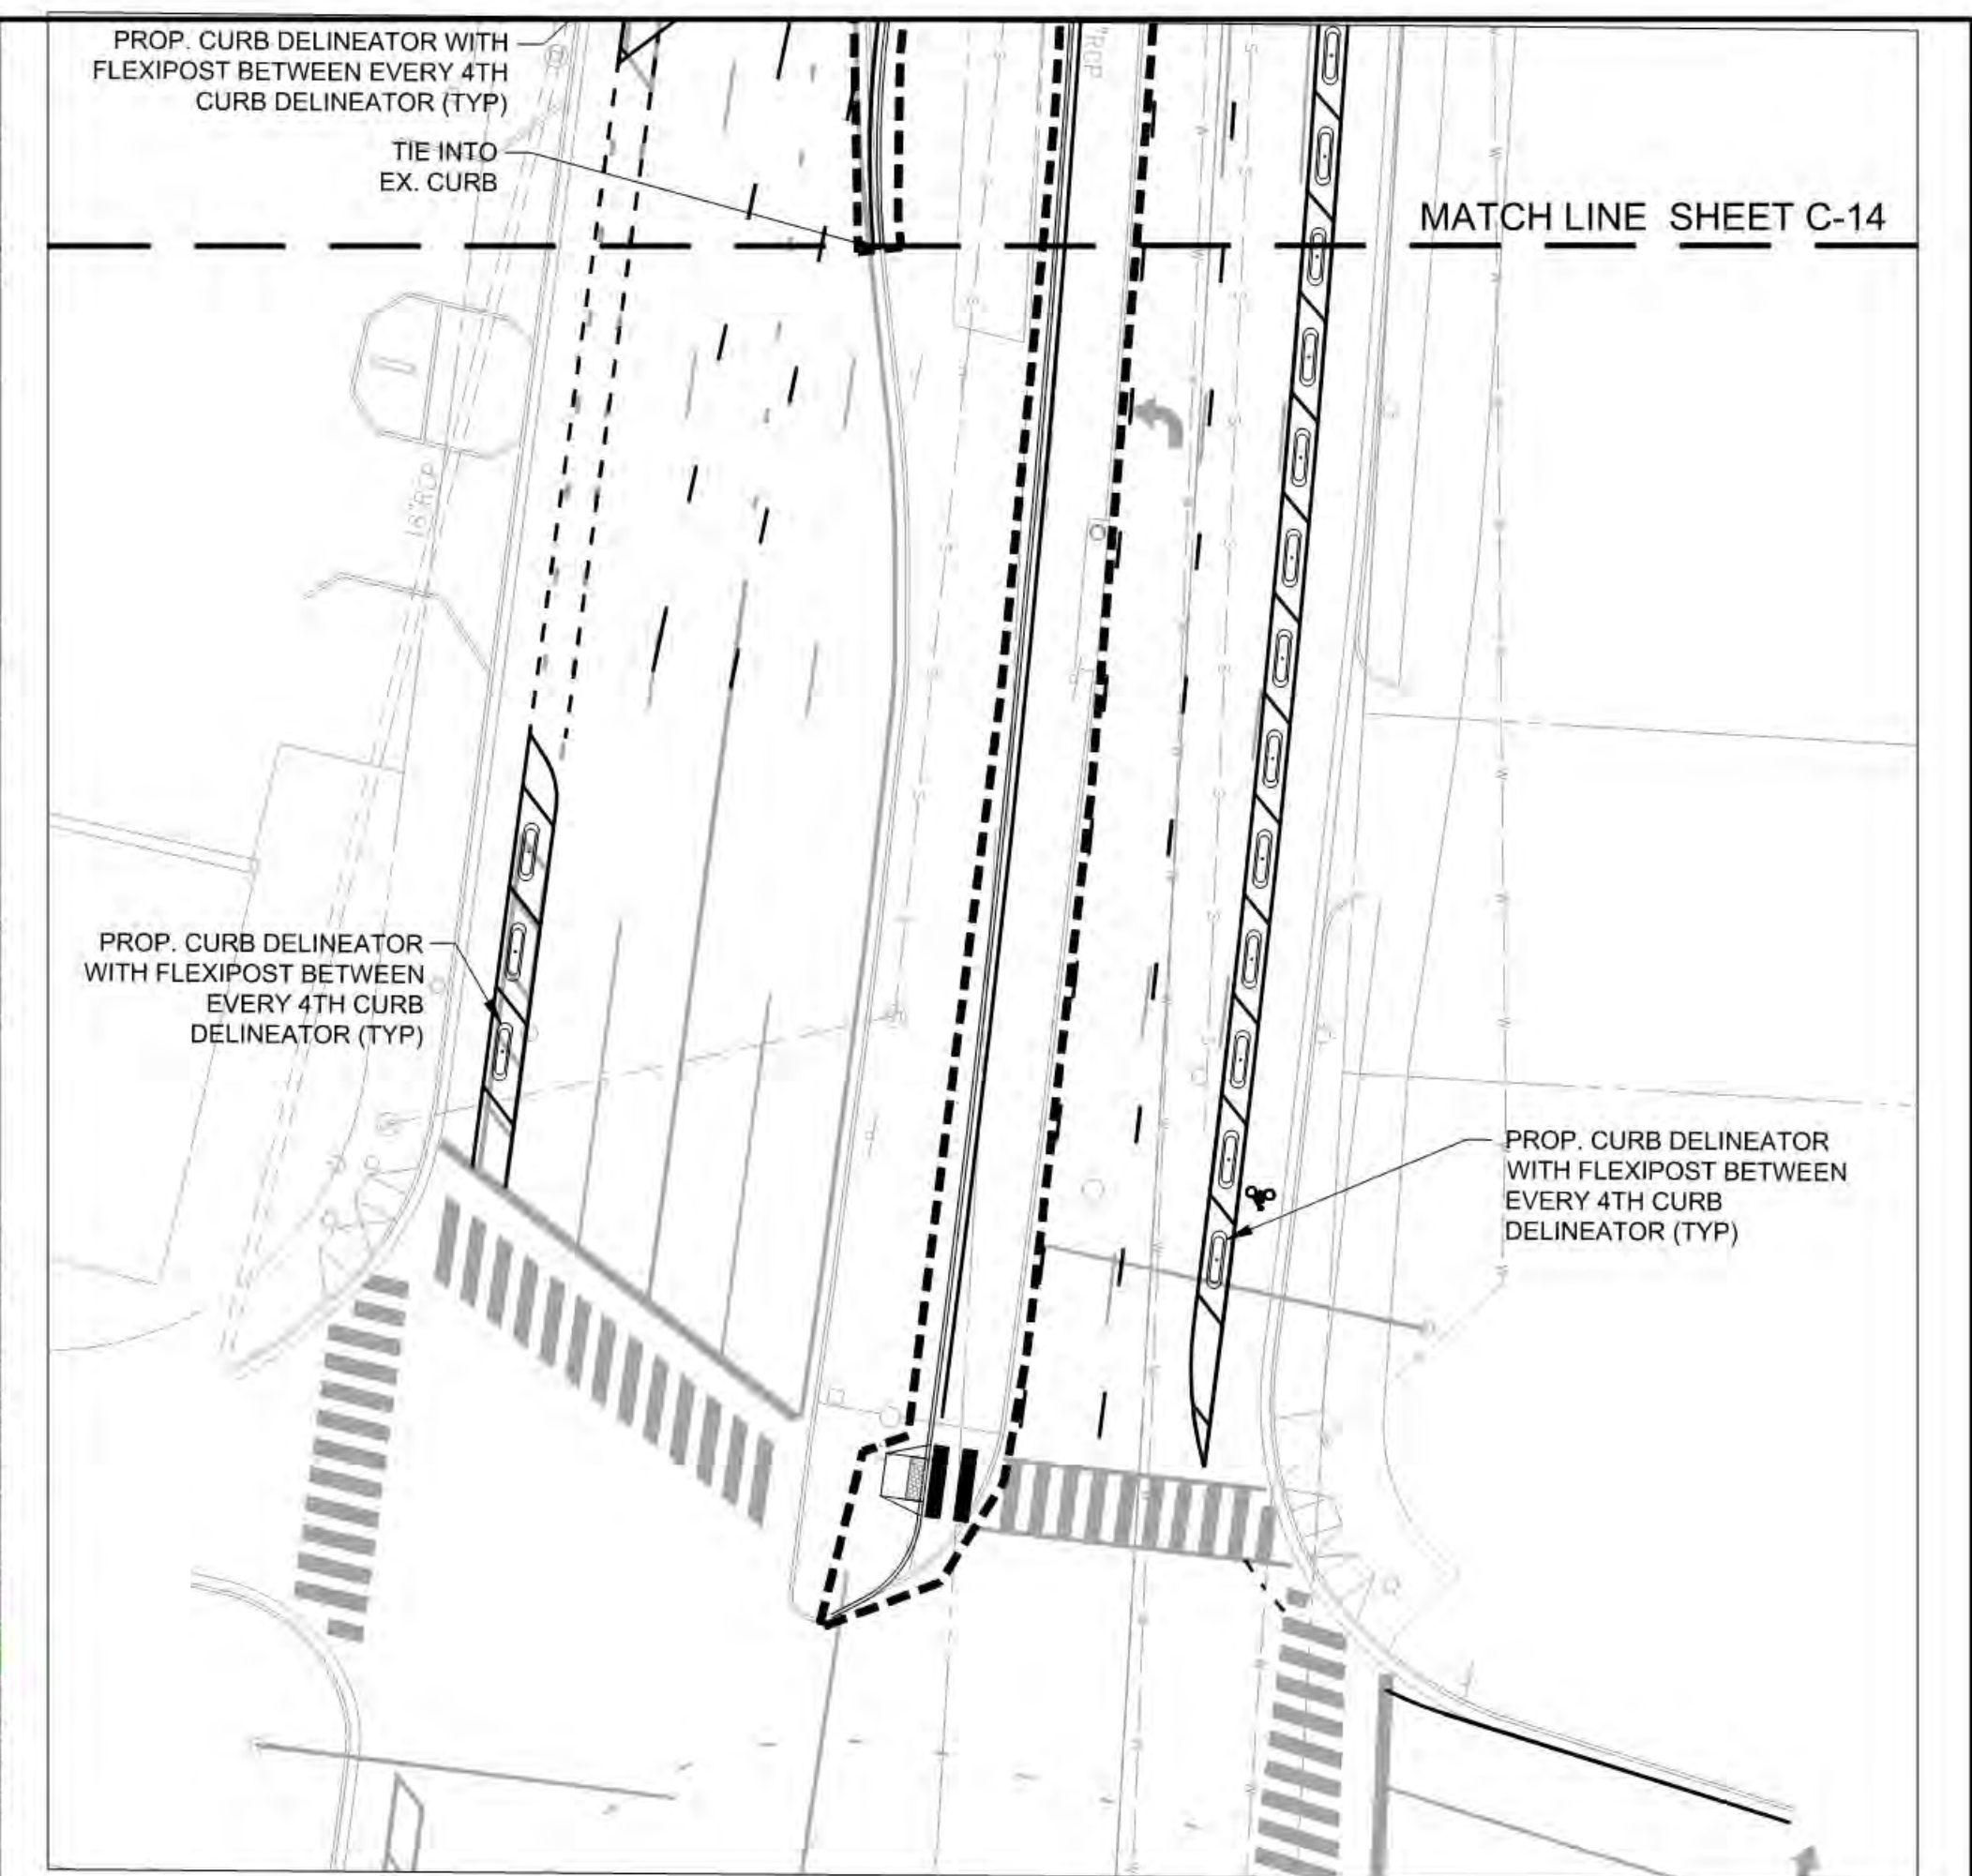 PROP. CURB DELINEATOR WITH
FLEXIPOST BETWEEN EVERY 4TH
CURB DELINEATOR (TYP)
TIE INTO
EX. CURB
"RCP
MATCH LINE SHEET C-14
PROP. CURB DELINEATOR
WITH FLEXIPOST BETWEEN
EVERY 4TH CURB
DELINEATOR (TYP)
PROP. CURB DELINEATOR
WITH FLEXIPOST BETWEEN
EVERY 4TH CURB
DELINEATOR (TYP)